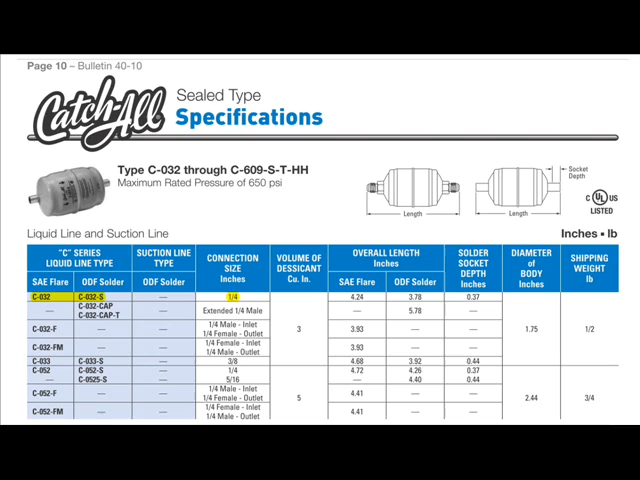 Page 10 – Bulletin 40-10
Catch-All
Sealed Type
Specifications
Type C-032 through C-609-S-T-HH
Maximum Rated Pressure of 650 psi
Length
Length
Socket
Depth
C UL US
LISTED
Liquid Line and Suction Line
Inches ▪ lb
"C" SERIES
LIQUID LINE TYPE
SUCTION LINE
TYPE
CONNECTION
SIZE
Inches
VOLUME OF
DESSICANT
Cu. In.
OVERALL LENGTH
Inches
SOLDER
SOCKET
DEPTH
Inches
DIAMETER
of
BODY
Inches
SHIPPING
WEIGHT
lb
SAE Flare ODF Solder ODF Solder SAE Flare ODF Solder
C-032 C-032-S — 1/4 4.24 3.78 0.37
— C-032-CAP
C-032-CAP-T — Extended 1/4 Male — 5.78 —
C-032-F — — 1/4 Male - Inlet
1/4 Female - Outlet 3.93 — —
C-032-FM — — 1/4 Female - Inlet
1/4 Male - Outlet 3.93 — —
C-033 C-033-S — 3/8 4.68 3.92 0.44
3 1.75 1/2
C-052 C-052-S — 1/4 4.72 4.26 0.37
— C-0525-S — 5/16 — 4.40 0.44
C-052-F — — 1/4 Male - Inlet
1/4 Female - Outlet 4.41 — —
C-052-FM — — 1/4 Female - Inlet
1/4 Male - Outlet 4.41 — —
5 2.44 3/4